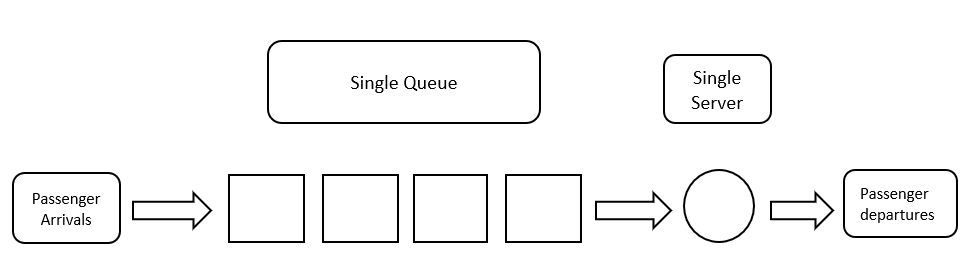 Single Queue
Single
Server
Passenger
Arrivals
Passenger
departures